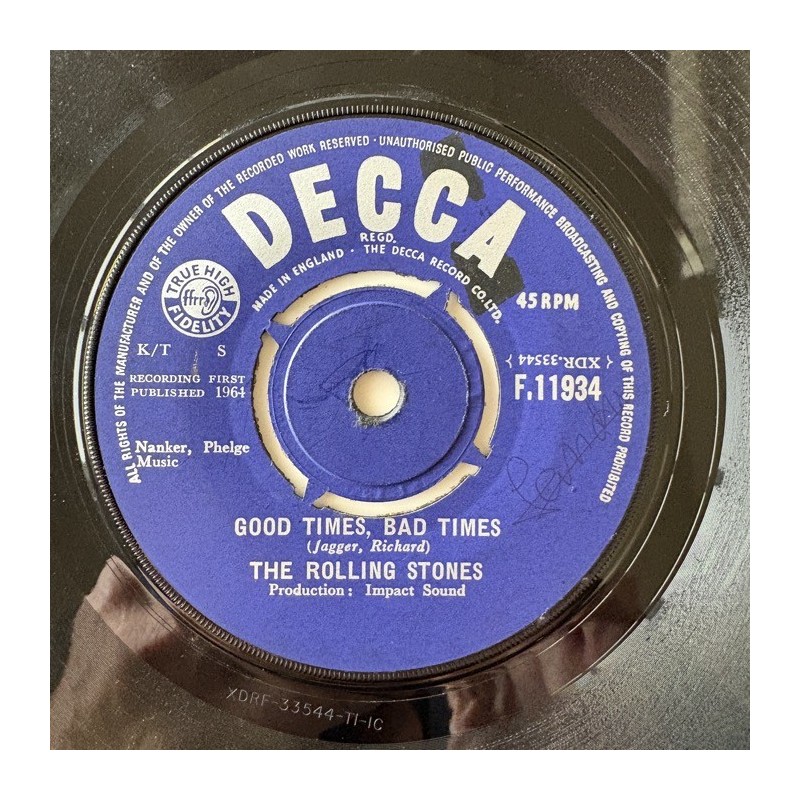 ALL RIGHTS OF THE MANUFACTURER AND OF THE OWNER OF THE RECORDED WORK RESERVED · UNAUTHORISED PUBLIC PERFORMANCE BROADCASTING AND COPYING OF THIS RECORD PROHIBITED
DECCA
REGD.
MADE IN ENGLAND · THE DECCA RECORD CO. LTD.
TRUE HIGH
ffrr
FIDELITY
45 RPM
K/T S
( XDR.33544 )
RECORDING FIRST
PUBLISHED 1964
F.11934
Nanker, Phelge
Music
GOOD TIMES, BAD TIMES
(Jagger, Richard)
THE ROLLING STONES
Production: Impact Sound
XDRF-33544-T1-1C